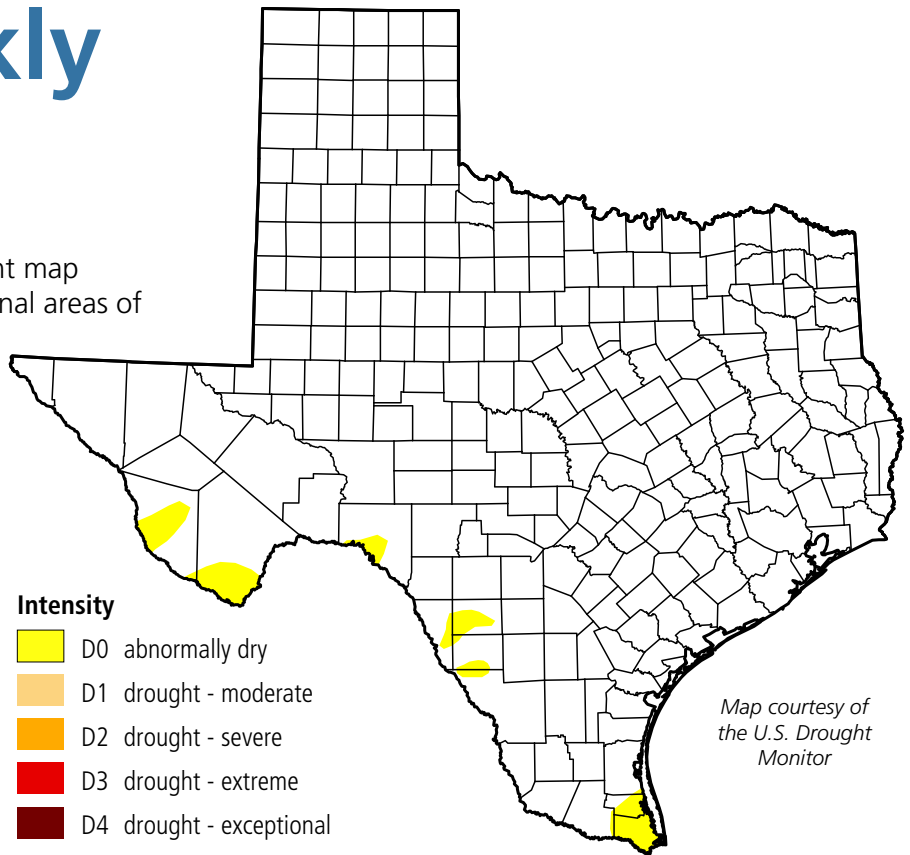 kly
nt map
nal areas of
Intensity
D0 abnormally dry
D1 drought - moderate
D2 drought - severe
D3 drought - extreme
D4 drought - exceptional
Map courtesy of
the U.S. Drought
Monitor